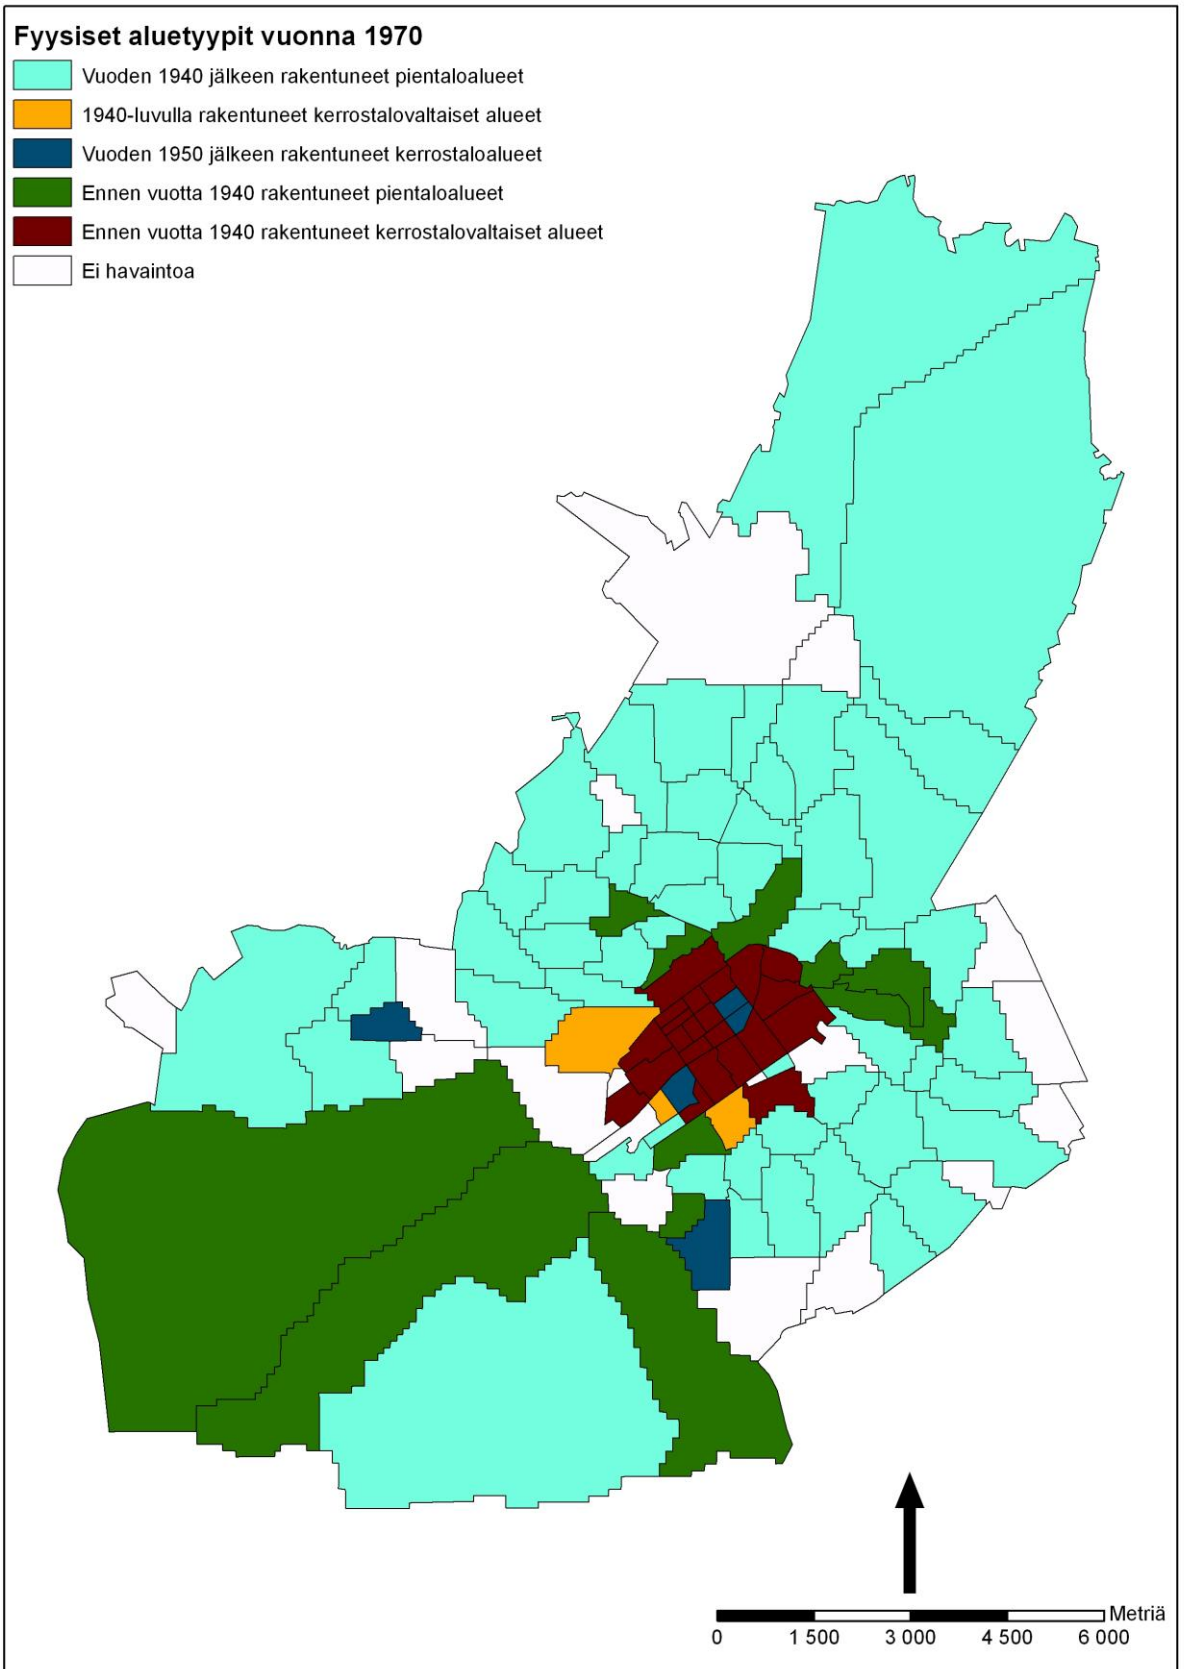 Fyysiset aluetyypit vuonna 1970
Vuoden 1940 jälkeen rakentuneet pientaloalueet
1940-luvulla rakentuneet kerrostalovaltaiset alueet
Vuoden 1950 jälkeen rakentuneet kerrostaloalueet
Ennen vuotta 1940 rakentuneet pientaloalueet
Ennen vuotta 1940 rakentuneet kerrostalovaltaiset alueet
Ei havaintoa
Metriä
0 1 500 3 000 4 500 6 000